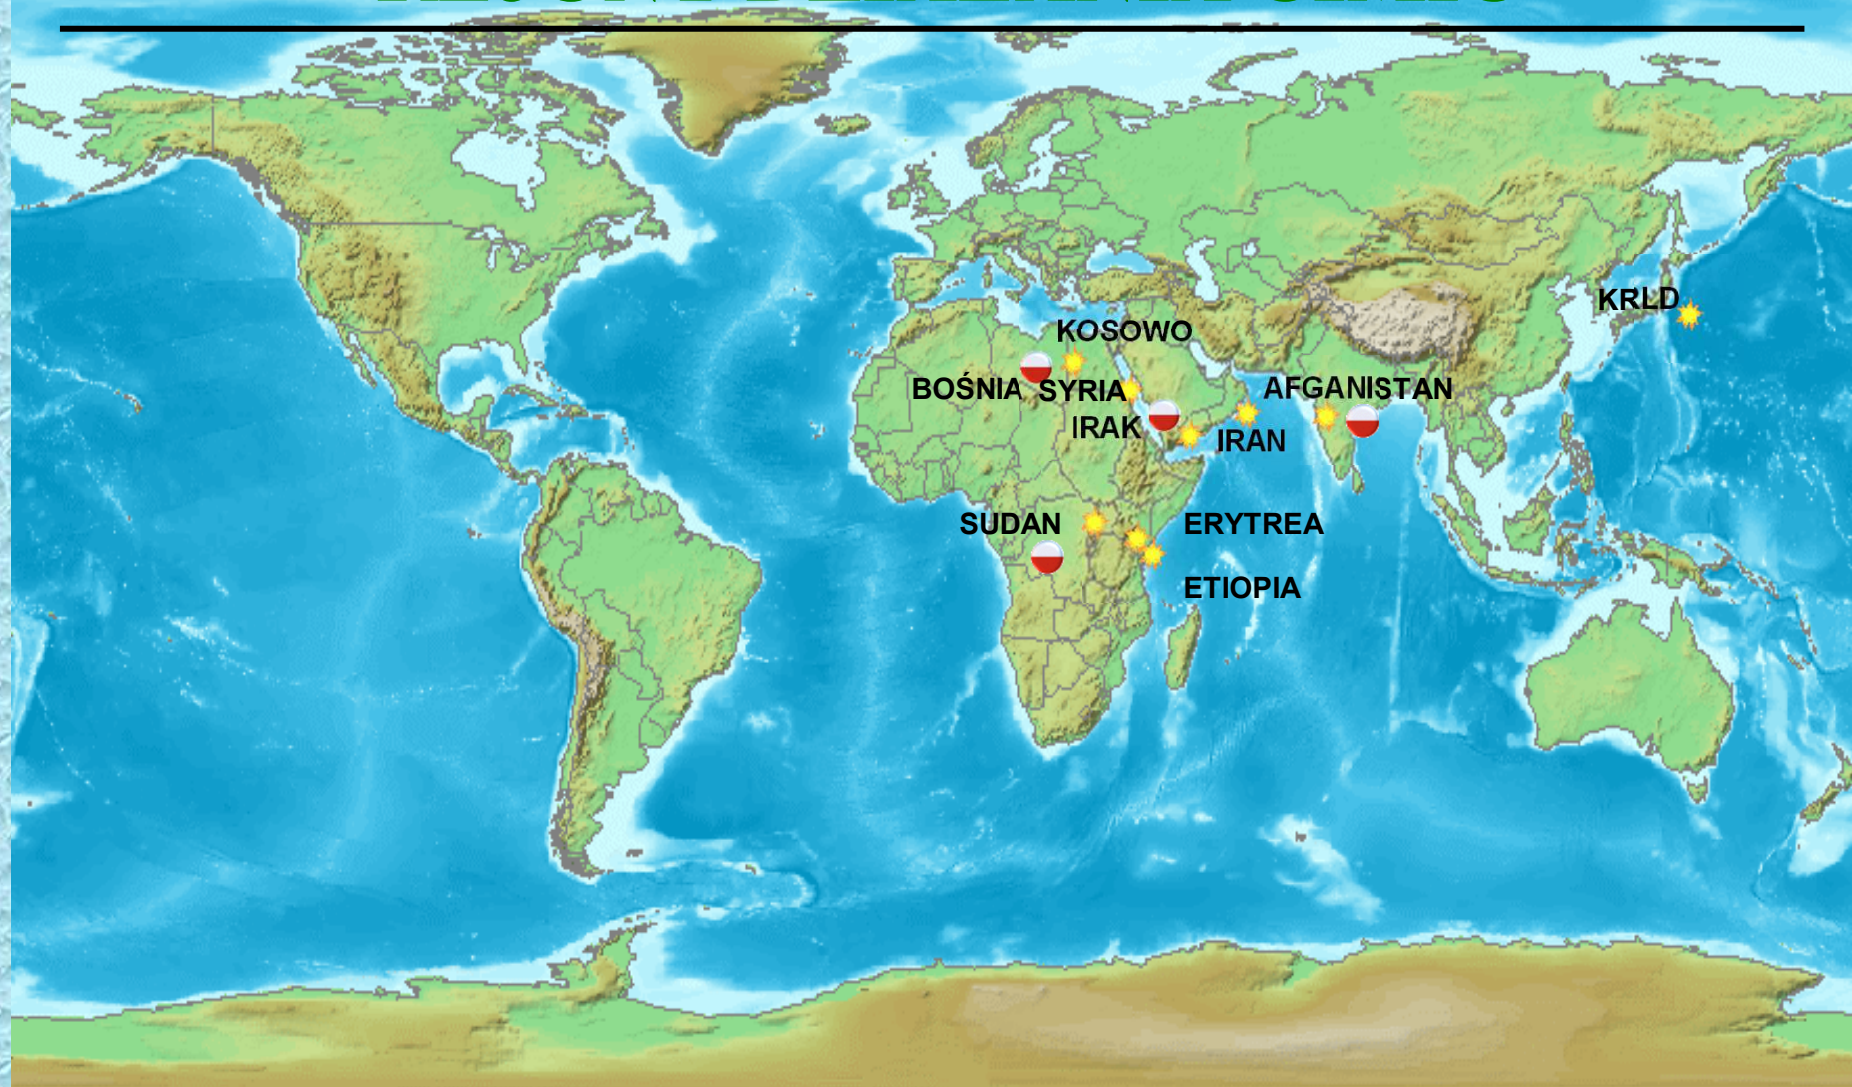 KRLD
KOSOWO
BOŚNIA
SYRIA
AFGANISTAN
IRAK
IRAN
SUDAN
ERYTREA
ETIOPIA